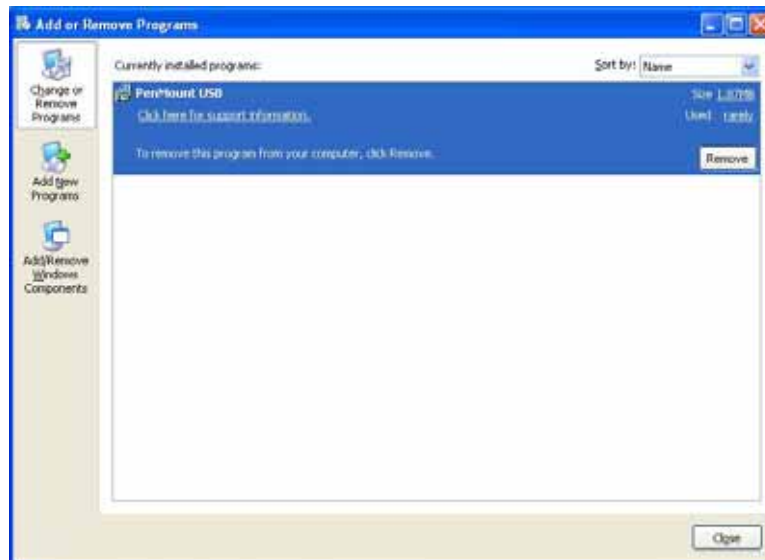 Add or Remove Programs
Currently installed programs:
Sort by: Name
Change or
Remove
Programs
PenMount USB
Size 1.87MB
Click here for support information.
Used rarely
To remove this program from your computer, click Remove.
Remove
Add New
Programs
Add/Remove
Windows
Components
Close